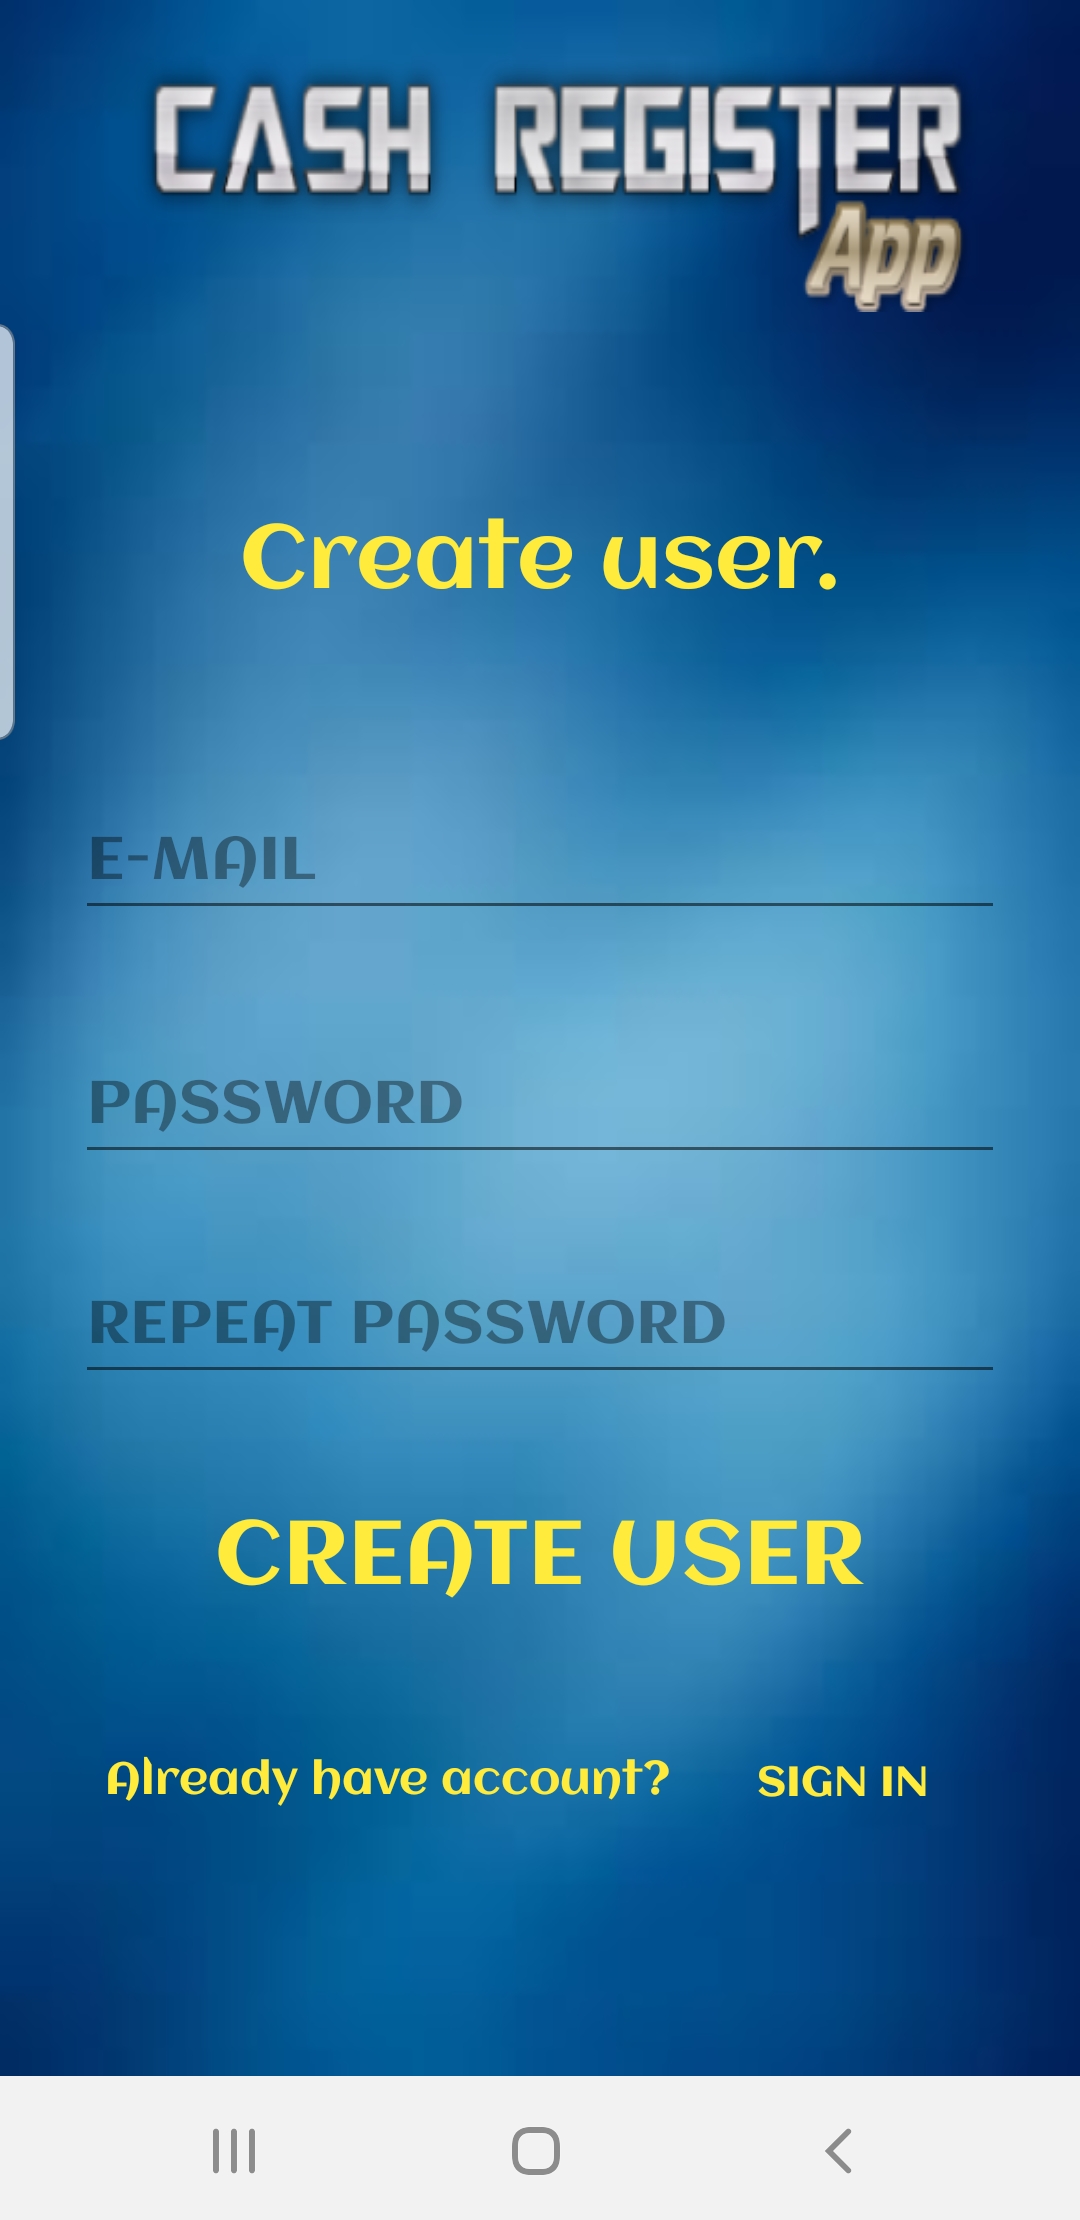 CASH REGISTER
App
Create user.
E-MAIL
PASSWORD
REPEAT PASSWORD
CREATE USER
Already have account? SIGN IN